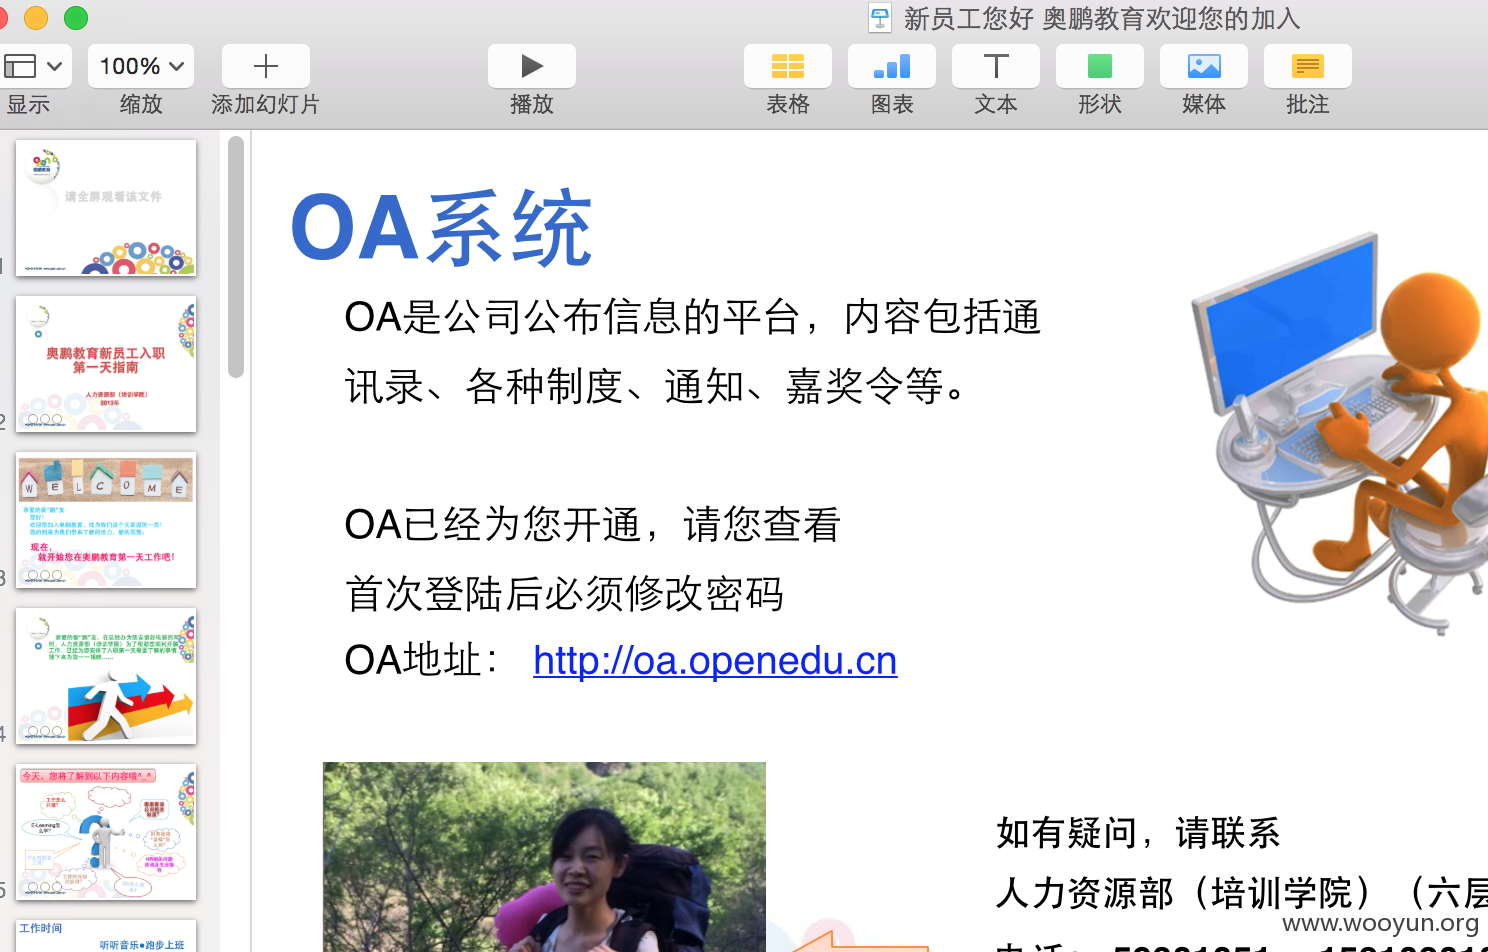 新员工您好 奥鹏教育欢迎您的加入
100%
显示
缩放
添加幻灯片
播放
表格
图表
文本
形状
媒体
批注
请全屏观看该文件
奥鹏教育新员工入职
第一天指南
人力资源部（培训学院）
2013年
WELCOME
现在，
就开始您在奥鹏教育第一天工作吧！
今天，您将了解到以下内容哦^_^
工作时间
听听音乐●跑步上班
2
3
4
5
OA系统
OA是公司公布信息的平台，内容包括通
讯录、各种制度、通知、嘉奖令等。
OA已经为您开通，请您查看
首次登陆后必须修改密码
OA地址： http://oa.openedu.cn
如有疑问，请联系
人力资源部（培训学院）（六层
www.wooyun.org